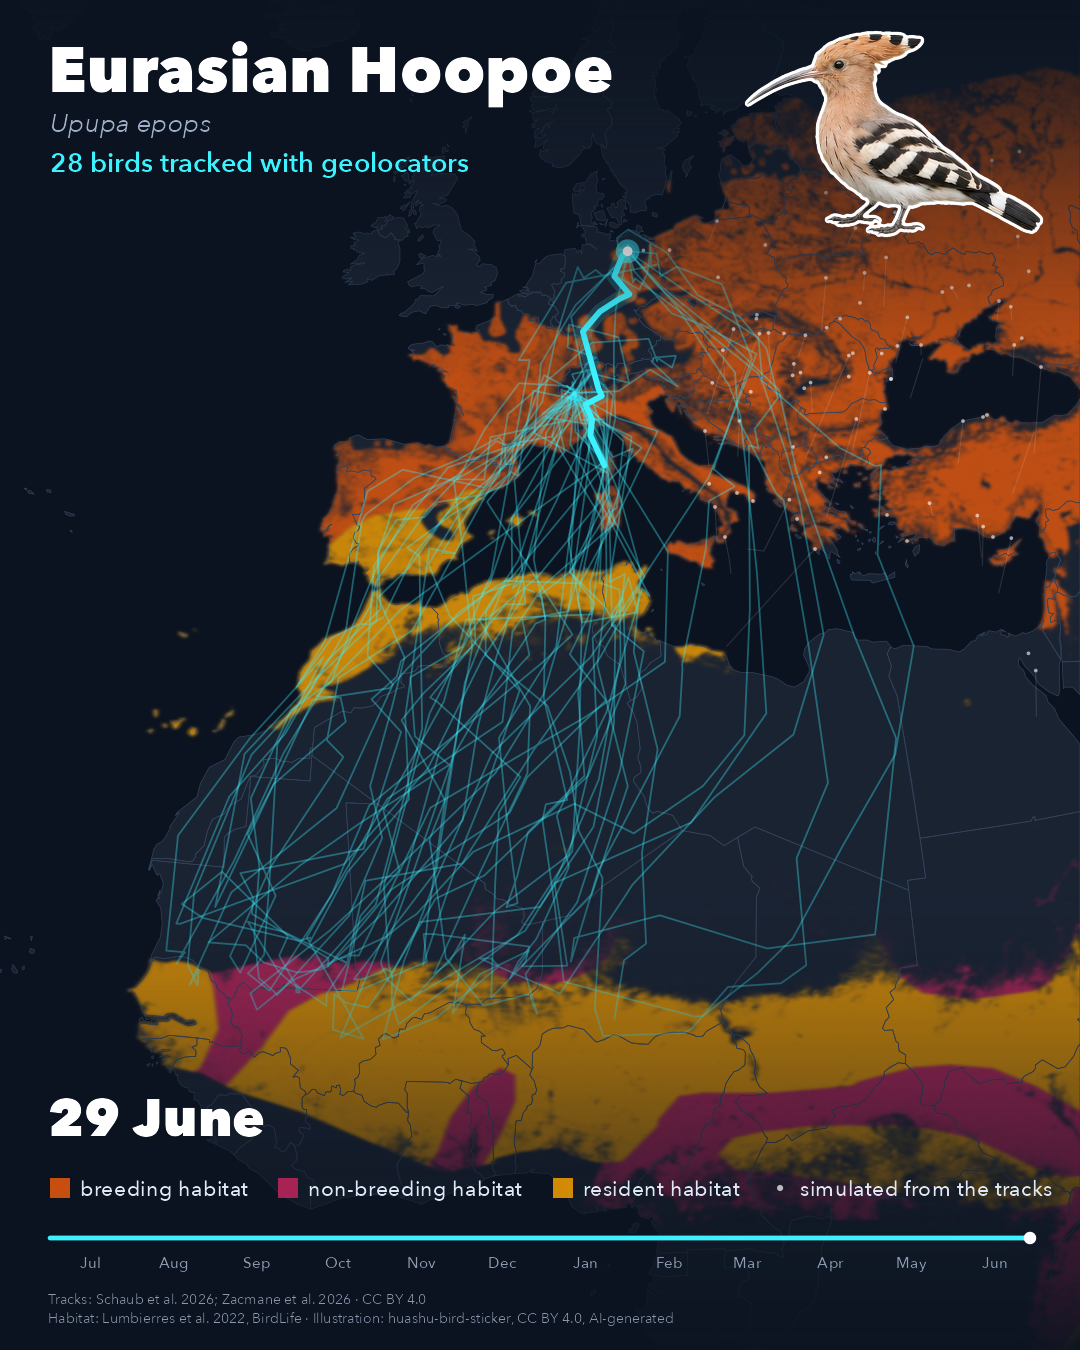 Eurasian Hoopoe
Upupa epops
28 birds tracked with geolocators
29 June
breeding habitat non-breeding habitat resident habitat simulated from the tracks
Jul Aug Sep Oct Nov Dec Jan Feb Mar Apr May Jun
Tracks: Schaub et al. 2026; Zacmane et al. 2026 · CC BY 4.0
Habitat: Lumbierres et al. 2022, BirdLife · Illustration: huashu-bird-sticker, CC BY 4.0, AI-generated